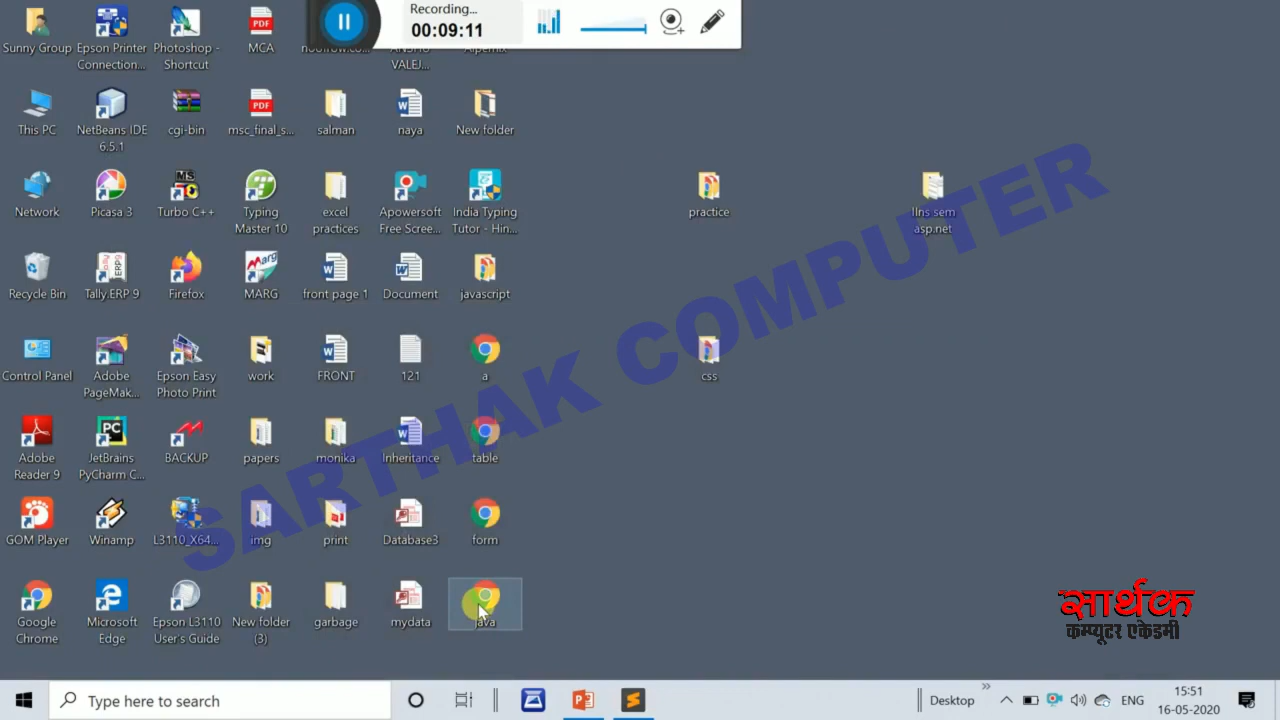 Recording...
00:09:11
Sunny Group
Epson Printer
Connection...
Photoshop -
Shortcut
MCA
VALEJ...
This PC
NetBeans IDE
6.5.1
cgi-bin
msc_final_s...
salman
naya
New folder
Network
Picasa 3
Turbo C++
Typing
Master 10
excel
practices
Apowersoft
Free Scree...
India Typing
Tutor - Hin...
practice
llns sem
asp.net
Recycle Bin
Tally.ERP 9
Firefox
MARG
front page 1
Document
javascript
Control Panel
Adobe
PageMak...
Epson Easy
Photo Print
work
FRONT
121
a
css
Adobe
Reader 9
JetBrains
PyCharm C...
BACKUP
papers
monika
Inheritance
table
GOM Player
Winamp
L3110_X64...
img
print
Database3
form
Google
Chrome
Microsoft
Edge
Epson L3110
User's Guide
New folder
(3)
garbage
mydata
java
SARTHAK COMPUTER
सार्थक
कम्प्यूटर एकेडमी
Type here to search
Desktop
ENG
15:51
16-05-2020